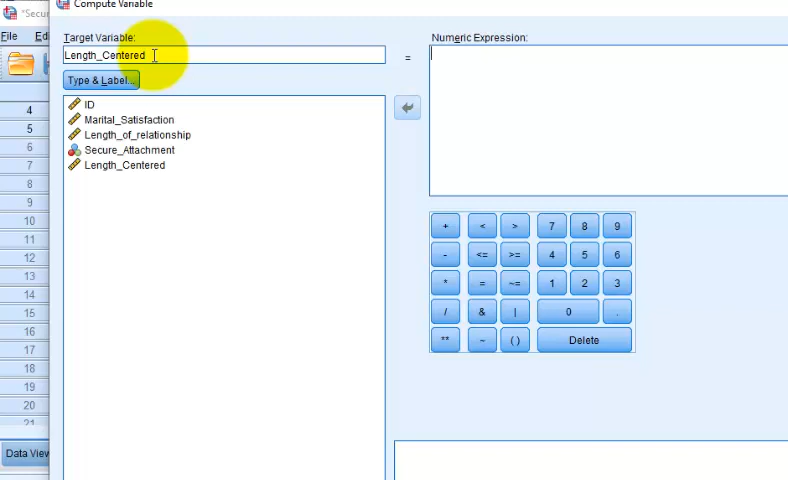 *Secur
Compute Variable
File Edi
Target Variable:
Numeric Expression:
Length_Centered
=
Type & Label...
ID
Marital_Satisfaction
Length_of_relationship
Secure_Attachment
Length_Centered
4
5
6
7
8
9
10
11
12
13
14
15
16
17
18
19
20
21
+ < > 7 8 9
- <= >= 4 5 6
* = ~= 1 2 3
/ & | 0 .
** ~ ( ) Delete
Data View